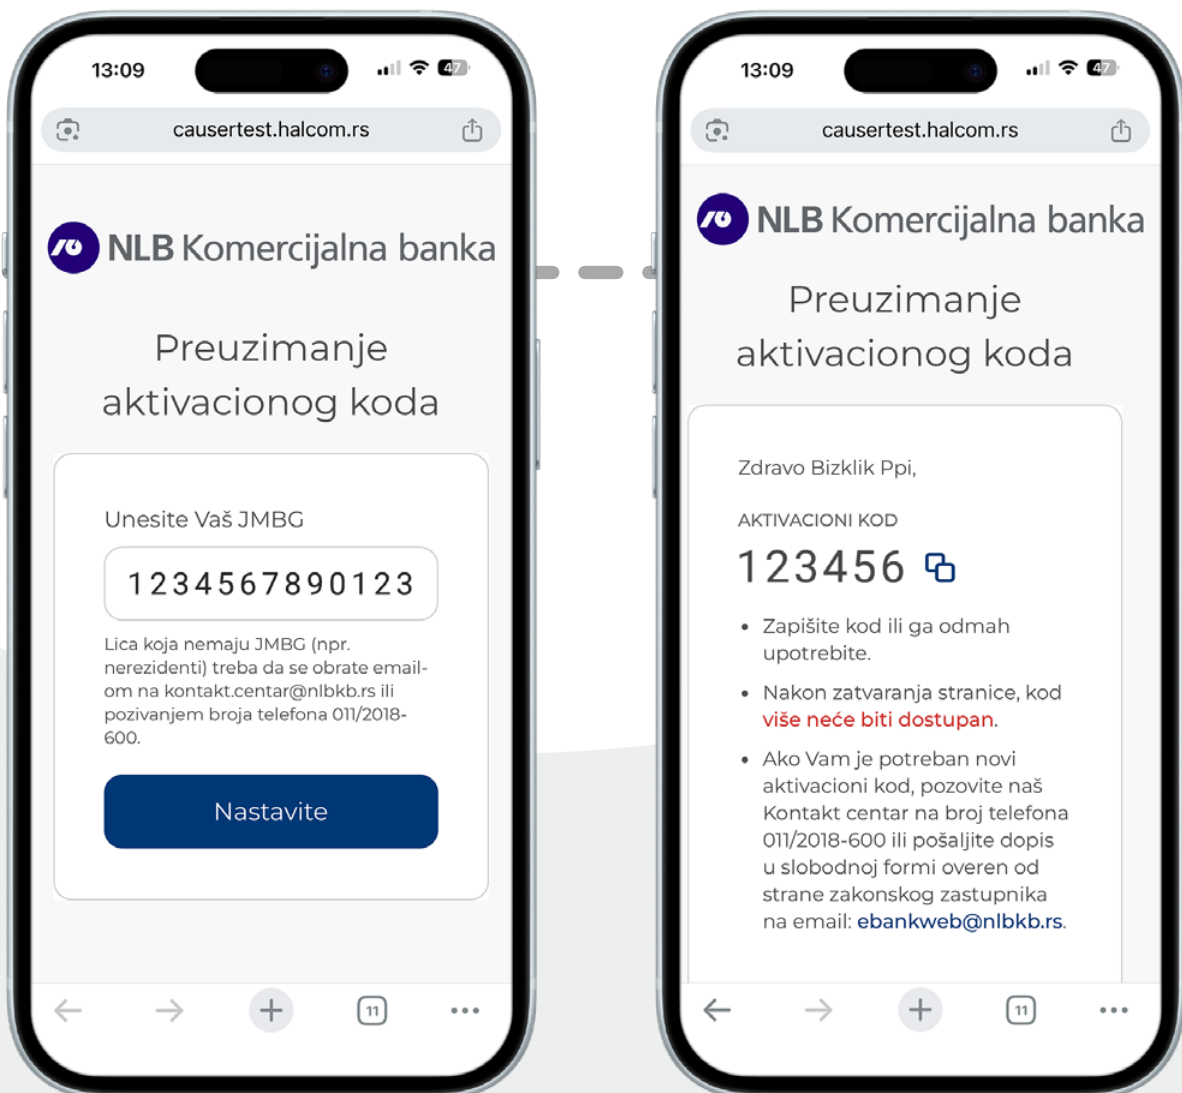 13:09
47
causertest.halcom.rs
NLB Komercijalna banka
Preuzimanje
aktivacionog koda
Unesite Vaš JMBG
1234567890123
Lica koja nemaju JMBG (npr.
nerezidenti) treba da se obrate email-
om na kontakt.centar@nlbkb.rs ili
pozivanjem broja telefona 011/2018-
600.
Nastavite
11
13:09
47
causertest.halcom.rs
NLB Komercijalna banka
Preuzimanje
aktivacionog koda
Zdravo Bizklik Ppi,
AKTIVACIONI KOD
123456
• Zapišite kod ili ga odmah
upotrebite.
• Nakon zatvaranja stranice, kod
više neće biti dostupan.
• Ako Vam je potreban novi
aktivacioni kod, pozovite naš
Kontakt centar na broj telefona
011/2018-600 ili pošaljite dopis
u slobodnoj formi overen od
strane zakonskog zastupnika
na email: ebankweb@nlbkb.rs.
11